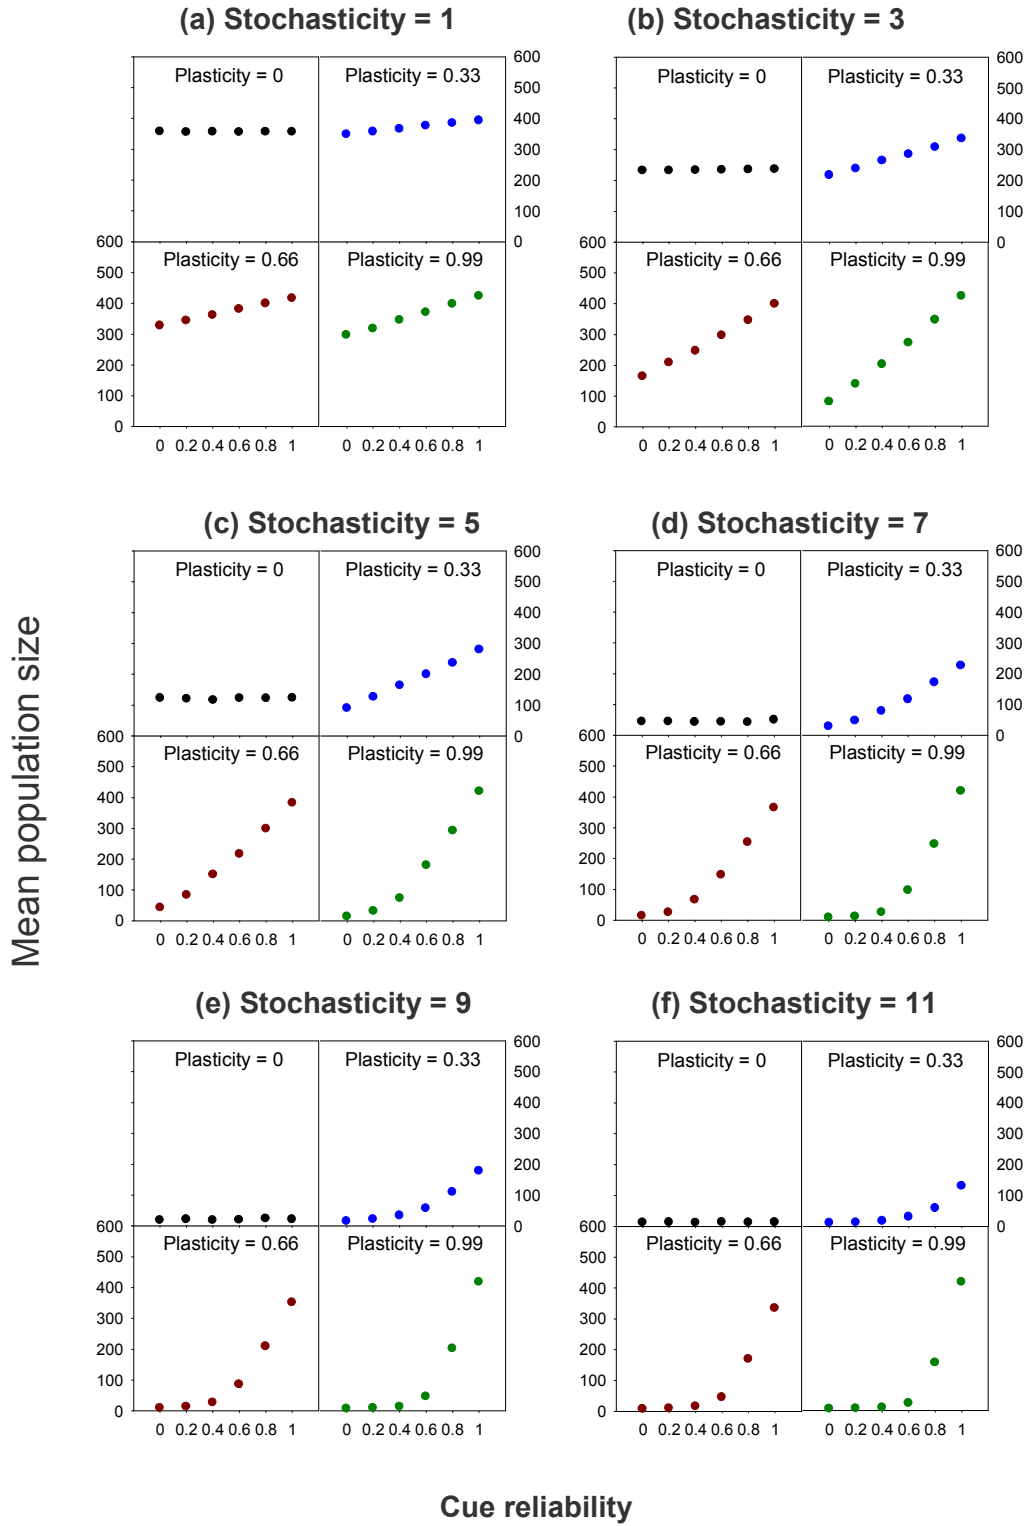 (a) Stochasticity = 1
(b) Stochasticity = 3
Plasticity = 0
Plasticity = 0.33
600
500
400
300
200
100
0
Plasticity = 0
Plasticity = 0.33
600
500
400
300
200
100
0
Plasticity = 0.66
Plasticity = 0.99
600
500
400
300
200
100
0
0 0.2 0.4 0.6 0.8 1
0 0.2 0.4 0.6 0.8 1
Plasticity = 0.66
Plasticity = 0.99
600
500
400
300
200
100
0
0 0.2 0.4 0.6 0.8 1
0 0.2 0.4 0.6 0.8 1
Mean population size
(c) Stochasticity = 5
(d) Stochasticity = 7
Plasticity = 0
Plasticity = 0.33
600
500
400
300
200
100
0
Plasticity = 0
Plasticity = 0.33
600
500
400
300
200
100
0
Plasticity = 0.66
Plasticity = 0.99
600
500
400
300
200
100
0
0 0.2 0.4 0.6 0.8 1
0 0.2 0.4 0.6 0.8 1
Plasticity = 0.66
Plasticity = 0.99
600
500
400
300
200
100
0
0 0.2 0.4 0.6 0.8 1
0 0.2 0.4 0.6 0.8 1
(e) Stochasticity = 9
(f) Stochasticity = 11
Plasticity = 0
Plasticity = 0.33
600
500
400
300
200
100
0
Plasticity = 0
Plasticity = 0.33
600
500
400
300
200
100
0
Plasticity = 0.66
Plasticity = 0.99
600
500
400
300
200
100
0
0 0.2 0.4 0.6 0.8 1
0 0.2 0.4 0.6 0.8 1
Plasticity = 0.66
Plasticity = 0.99
600
500
400
300
200
100
0
0 0.2 0.4 0.6 0.8 1
0 0.2 0.4 0.6 0.8 1
Cue reliability